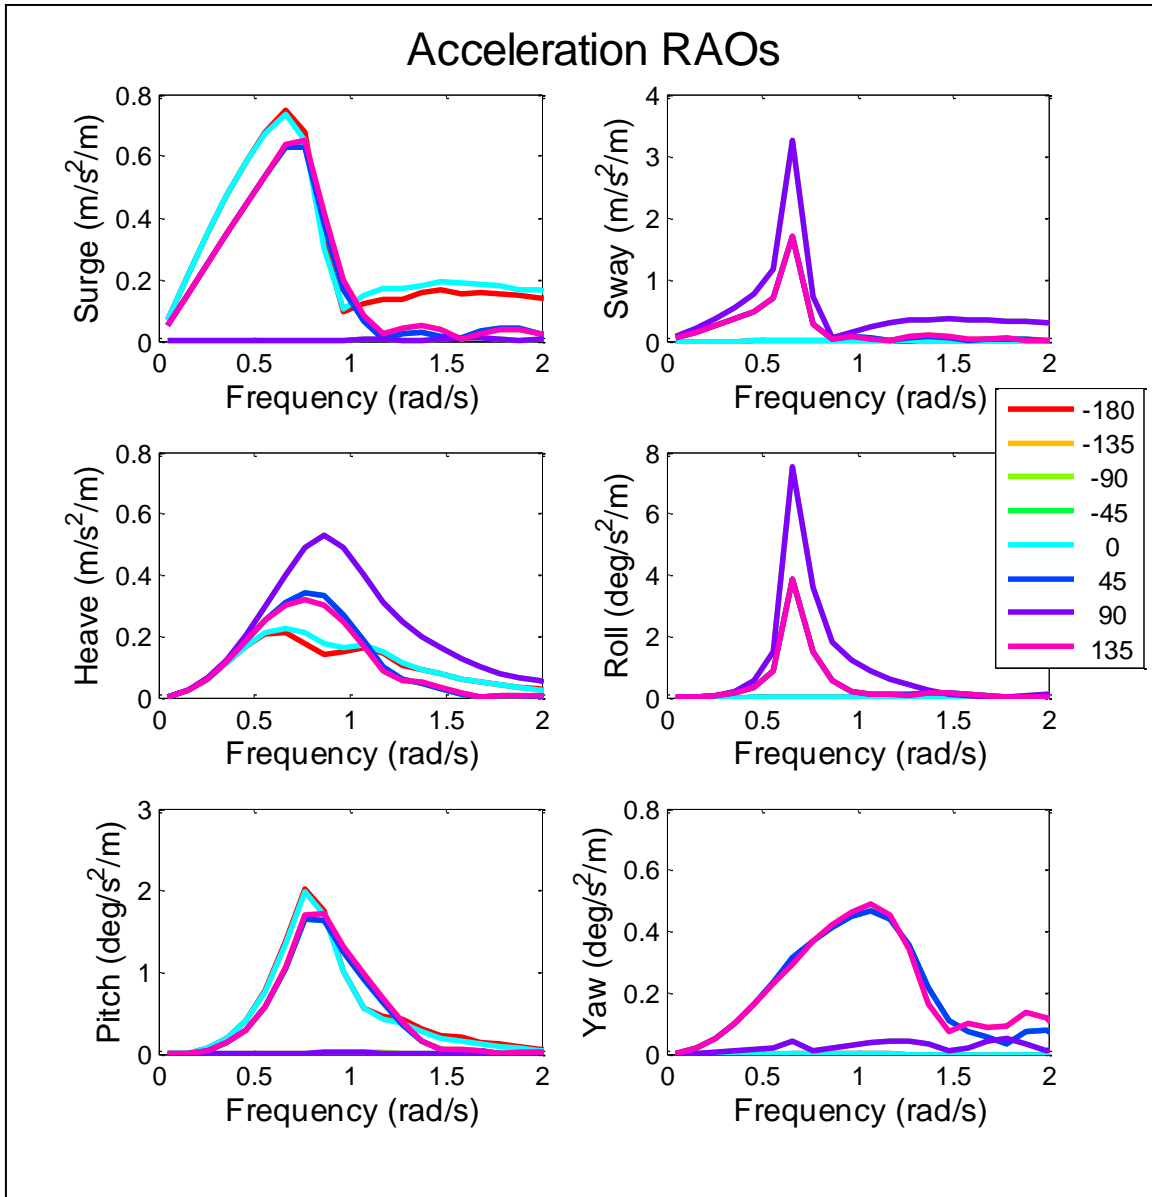 Acceleration RAOs
Surge (m/s²/m)
0.8
0.6
0.4
0.2
0
0 0.5 1 1.5 2
Frequency (rad/s)
Sway (m/s²/m)
4
3
2
1
0
0 0.5 1 1.5 2
Frequency (rad/s)
Heave (m/s²/m)
0.8
0.6
0.4
0.2
0
0 0.5 1 1.5 2
Frequency (rad/s)
Roll (deg/s²/m)
8
6
4
2
0
0 0.5 1 1.5 2
Frequency (rad/s)
-180
-135
-90
-45
0
45
90
135
Pitch (deg/s²/m)
3
2
1
0
0 0.5 1 1.5 2
Frequency (rad/s)
Yaw (deg/s²/m)
0.8
0.6
0.4
0.2
0
0 0.5 1 1.5 2
Frequency (rad/s)